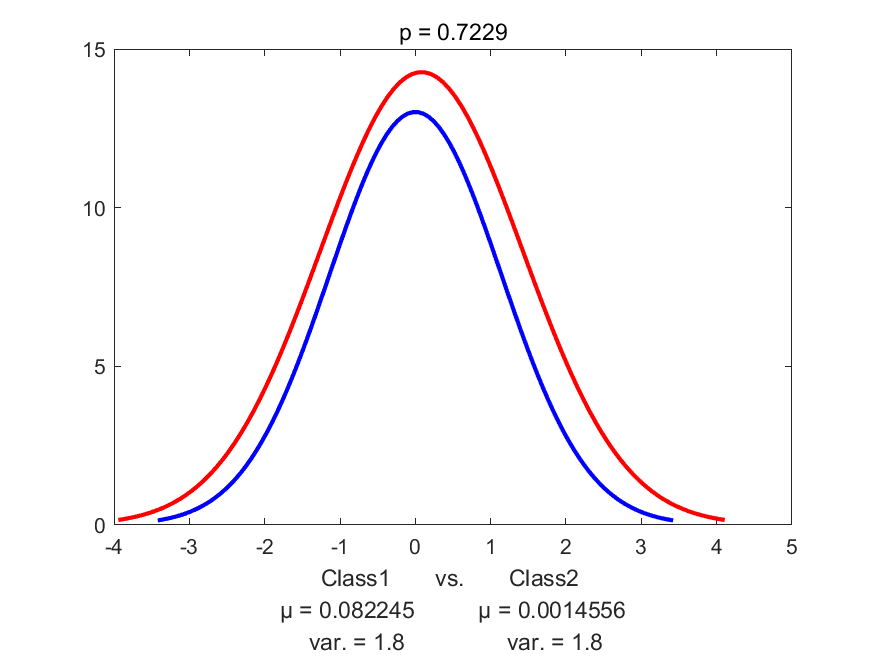 p = 0.7229
15
10
5
0
-4 -3 -2 -1 0 1 2 3 4 5
Class1 vs. Class2
μ = 0.082245 μ = 0.0014556
var. = 1.8 var. = 1.8